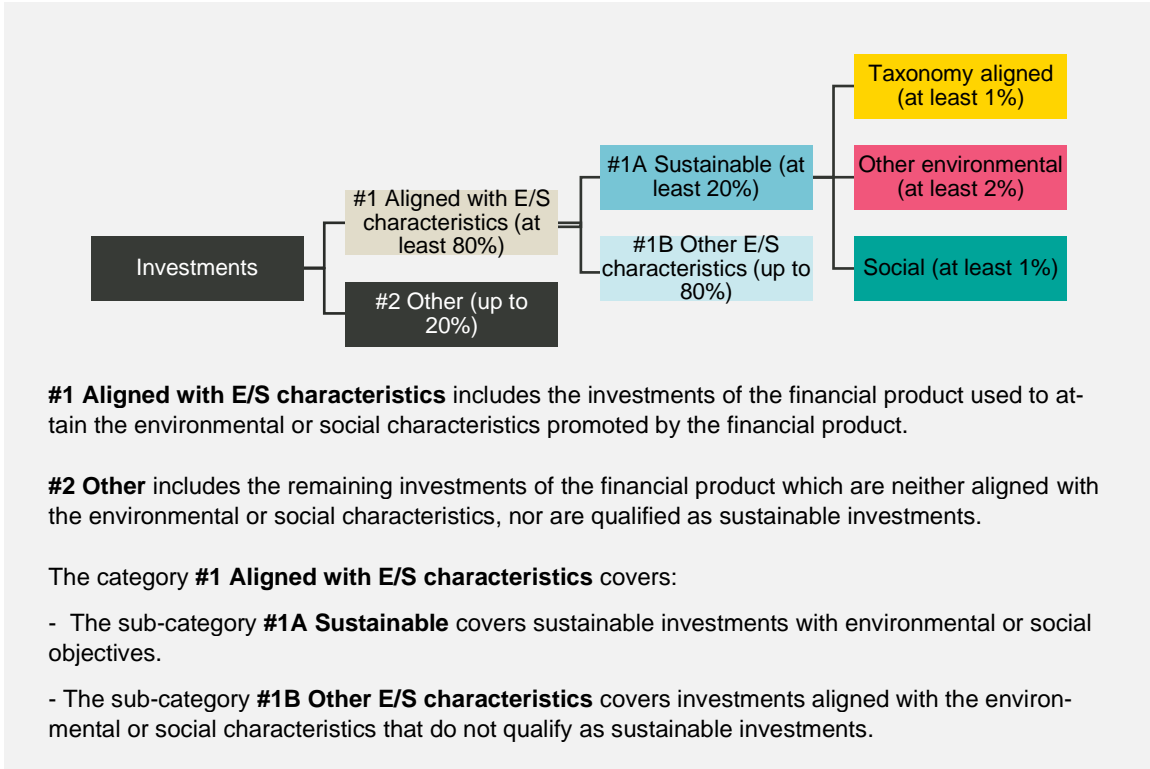 Taxonomy aligned
(at least 1%)
#1A Sustainable (at
least 20%)
Other environmental
(at least 2%)
#1 Aligned with E/S
characteristics (at
least 80%)
#1B Other E/S
characteristics (up to
80%)
Social (at least 1%)
Investments
#2 Other (up to
20%)
#1 Aligned with E/S characteristics includes the investments of the financial product used to at-
tain the environmental or social characteristics promoted by the financial product.
#2 Other includes the remaining investments of the financial product which are neither aligned with
the environmental or social characteristics, nor are qualified as sustainable investments.
The category #1 Aligned with E/S characteristics covers:
- The sub-category #1A Sustainable covers sustainable investments with environmental or social
objectives.
- The sub-category #1B Other E/S characteristics covers investments aligned with the environ-
mental or social characteristics that do not qualify as sustainable investments.